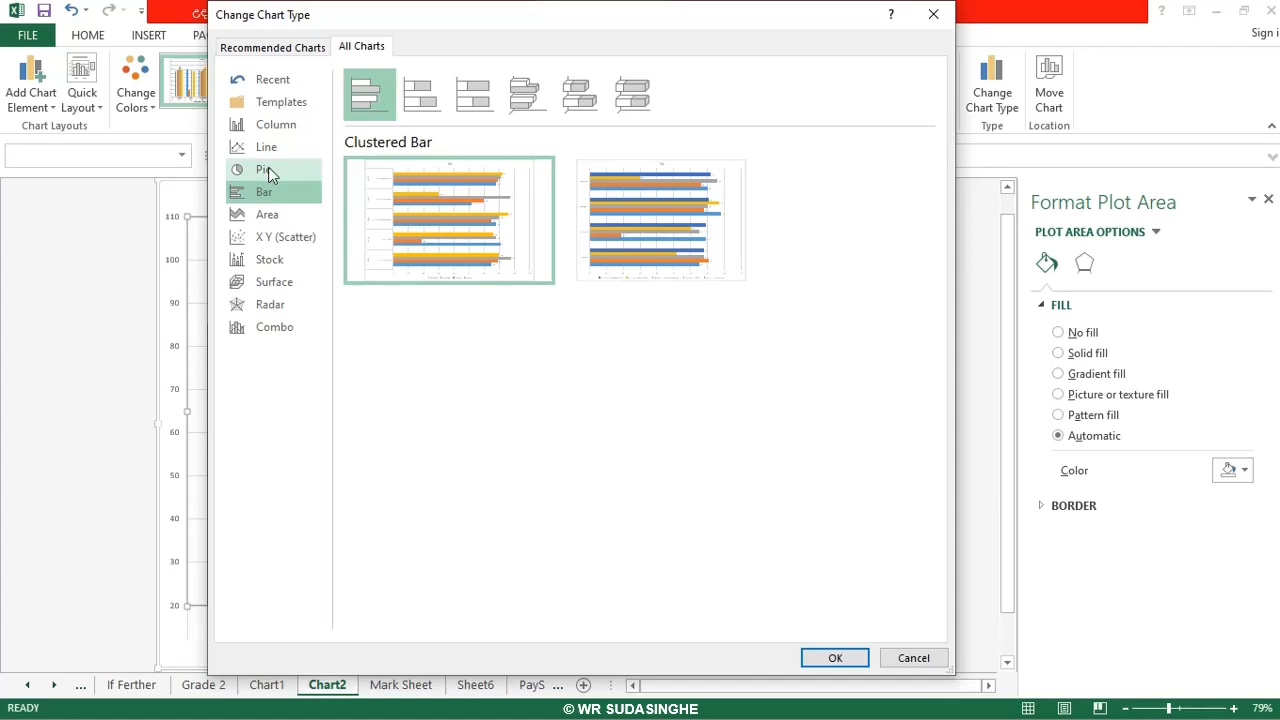 Change Chart Type
?
FILE
HOME
INSERT
Sign i
Add Chart
Element
Quick
Layout
Change
Colors
Change
Chart Type
Move
Chart
Chart Layouts
Type
Location
Recommended Charts
All Charts
Recent
Templates
Column
Line
Bar
Area
X Y (Scatter)
Stock
Surface
Radar
Combo
Clustered Bar
OK
Cancel
110
100
90
80
70
60
50
40
30
20
Format Plot Area
PLOT AREA OPTIONS
FILL
No fill
Solid fill
Gradient fill
Picture or texture fill
Pattern fill
Automatic
Color
BORDER
... If Ferther Grade 2 Chart1 Chart2 Mark Sheet Sheet6 PayS ...
READY
© WR SUDASINGHE
79%